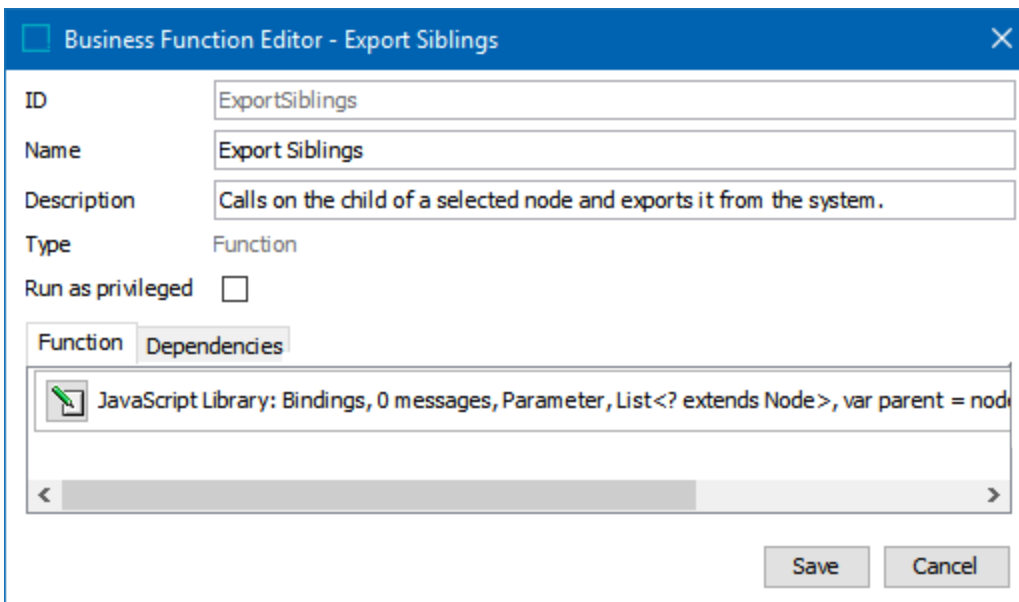 Business Function Editor - Export Siblings
ID ExportSiblings
Name Export Siblings
Description Calls on the child of a selected node and exports it from the system.
Type Function
Run as privileged
Function Dependencies
JavaScript Library: Bindings, 0 messages, Parameter, List<? extends Node>, var parent = nod
Save Cancel